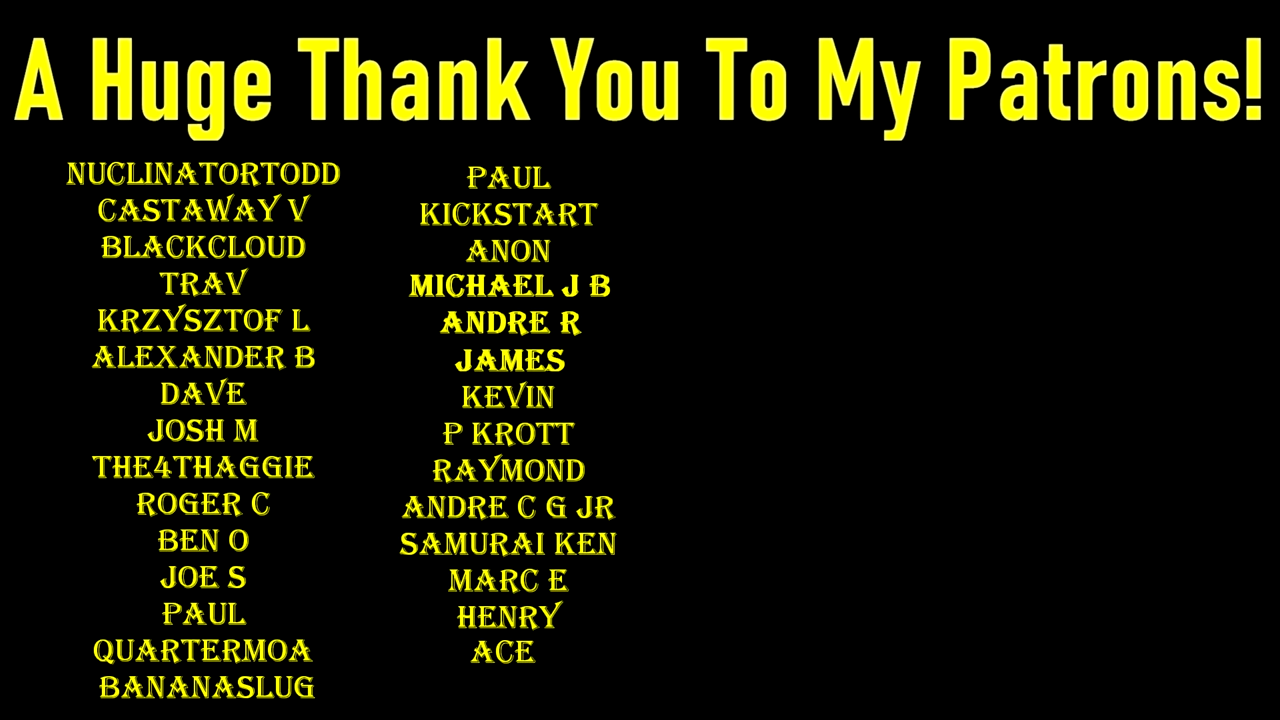 A Huge Thank You To My Patrons!
NUCLINATORTODD
CASTAWAY V
BLACKCLOUD
TRAV
KRZYSZTOF L
ALEXANDER B
DAVE
JOSH M
THE4THAGGIE
ROGER C
BEN O
JOE S
PAUL
QUARTERMOA
BANANASLUG
PAUL
KICKSTART
ANON
MICHAEL J B
ANDRE R
JAMES
KEVIN
P KROTT
RAYMOND
ANDRE C G JR
SAMURAI KEN
MARC E
HENRY
ACE